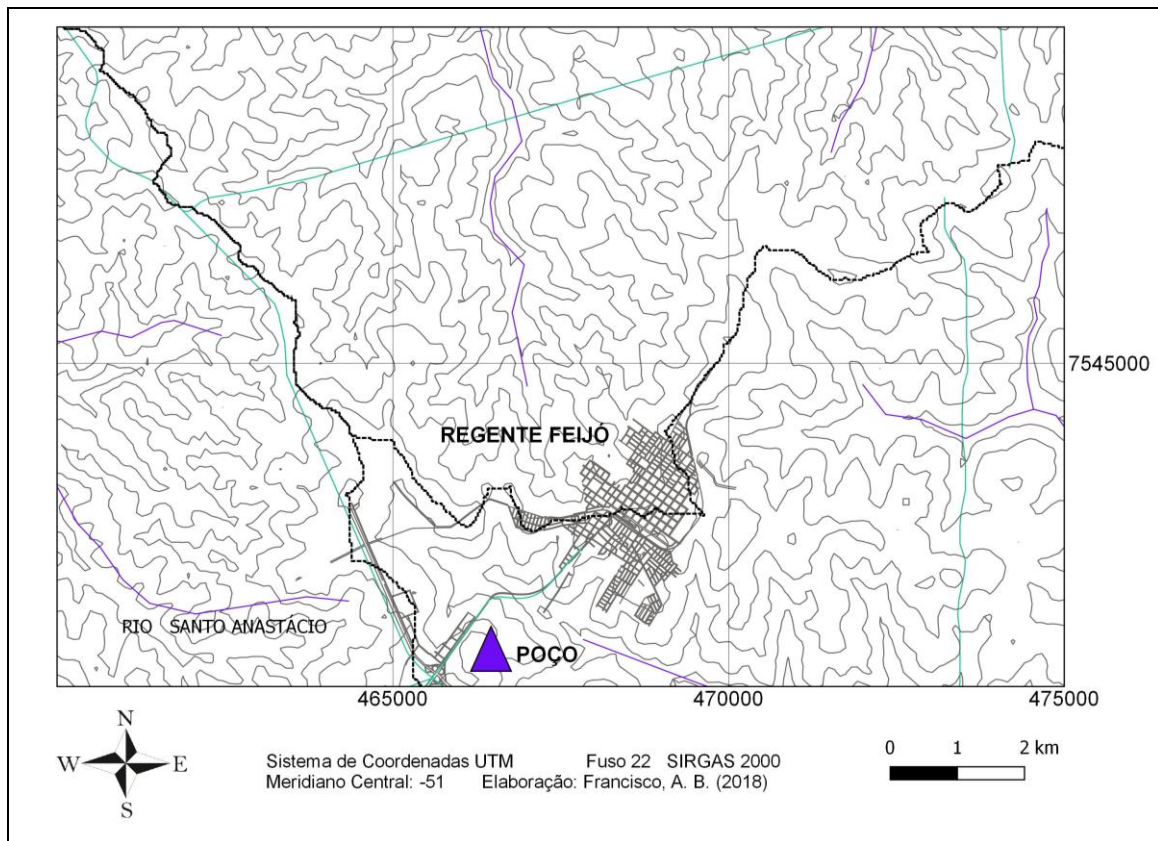 7545000
REGENTE FEIJÓ
RIO SANTO ANASTÁCIO
POÇO
465000 470000 475000
N
W E
S
Sistema de Coordenadas UTM Fuso 22 SIRGAS 2000
Meridiano Central: -51 Elaboração: Francisco, A. B. (2018)
0 1 2 km